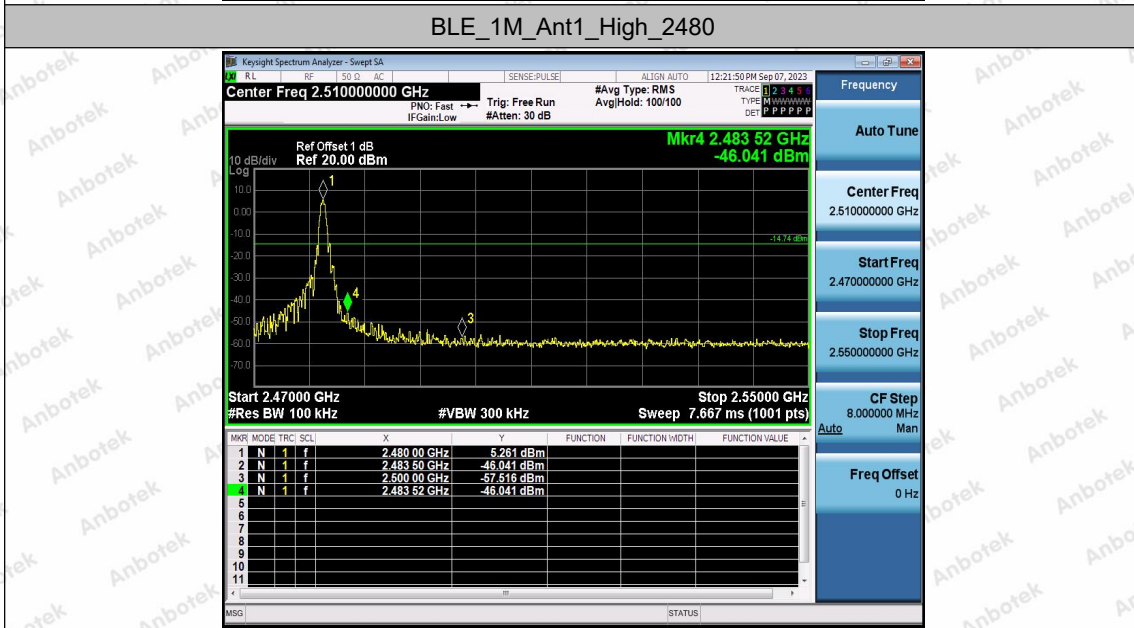 BLE_1M_Ant1_High_2480
Keysight Spectrum Analyzer - Swept SA
LXI RL RF 50 Ω AC SENSE:PULSE ALIGN AUTO 12:21:50 PM Sep 07, 2023
Center Freq 2.510000000 GHz
PNO: Fast
IFGain:Low
Trig: Free Run
#Atten: 30 dB
#Avg Type: RMS
Avg|Hold: 100/100
TRACE 1 2 3 4 5 6
TYPE M W W W W W
DET P P P P P P
Ref Offset 1 dB
10 dB/div Ref 20.00 dBm
Log
Mkr4 2.483 52 GHz
-46.041 dBm
10.0
0.00
-10.0
-20.0
-30.0
-40.0
-50.0
-60.0
-70.0
1
4
3
-14.74 dBm
Start 2.47000 GHz Stop 2.55000 GHz
#Res BW 100 kHz #VBW 300 kHz Sweep 7.667 ms (1001 pts)
MKR MODE TRC SCL X Y FUNCTION FUNCTION WIDTH FUNCTION VALUE
1 N 1 f 2.480 00 GHz 5.261 dBm
2 N 1 f 2.483 50 GHz -46.041 dBm
3 N 1 f 2.500 00 GHz -57.516 dBm
4 N 1 f 2.483 52 GHz -46.041 dBm
5
6
7
8
9
10
11
MSG STATUS
Frequency
Auto Tune
Center Freq
2.510000000 GHz
Start Freq
2.470000000 GHz
Stop Freq
2.550000000 GHz
CF Step
8.000000 MHz
Auto Man
Freq Offset
0 Hz
Anbotek